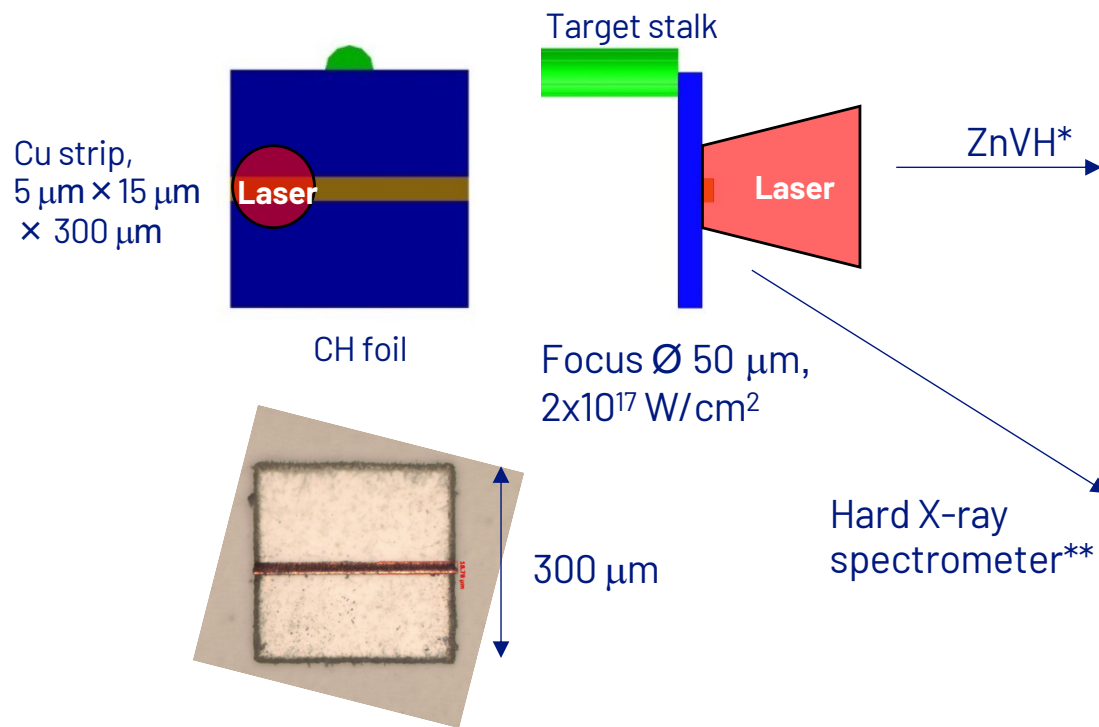 Target stalk
Cu strip,
5 μm × 15 μm
× 300 μm
Laser
Laser
ZnVH*
CH foil
Focus Ø 50 μm,
2x10¹⁷ W/cm²
Hard X-ray
spectrometer**
300 μm